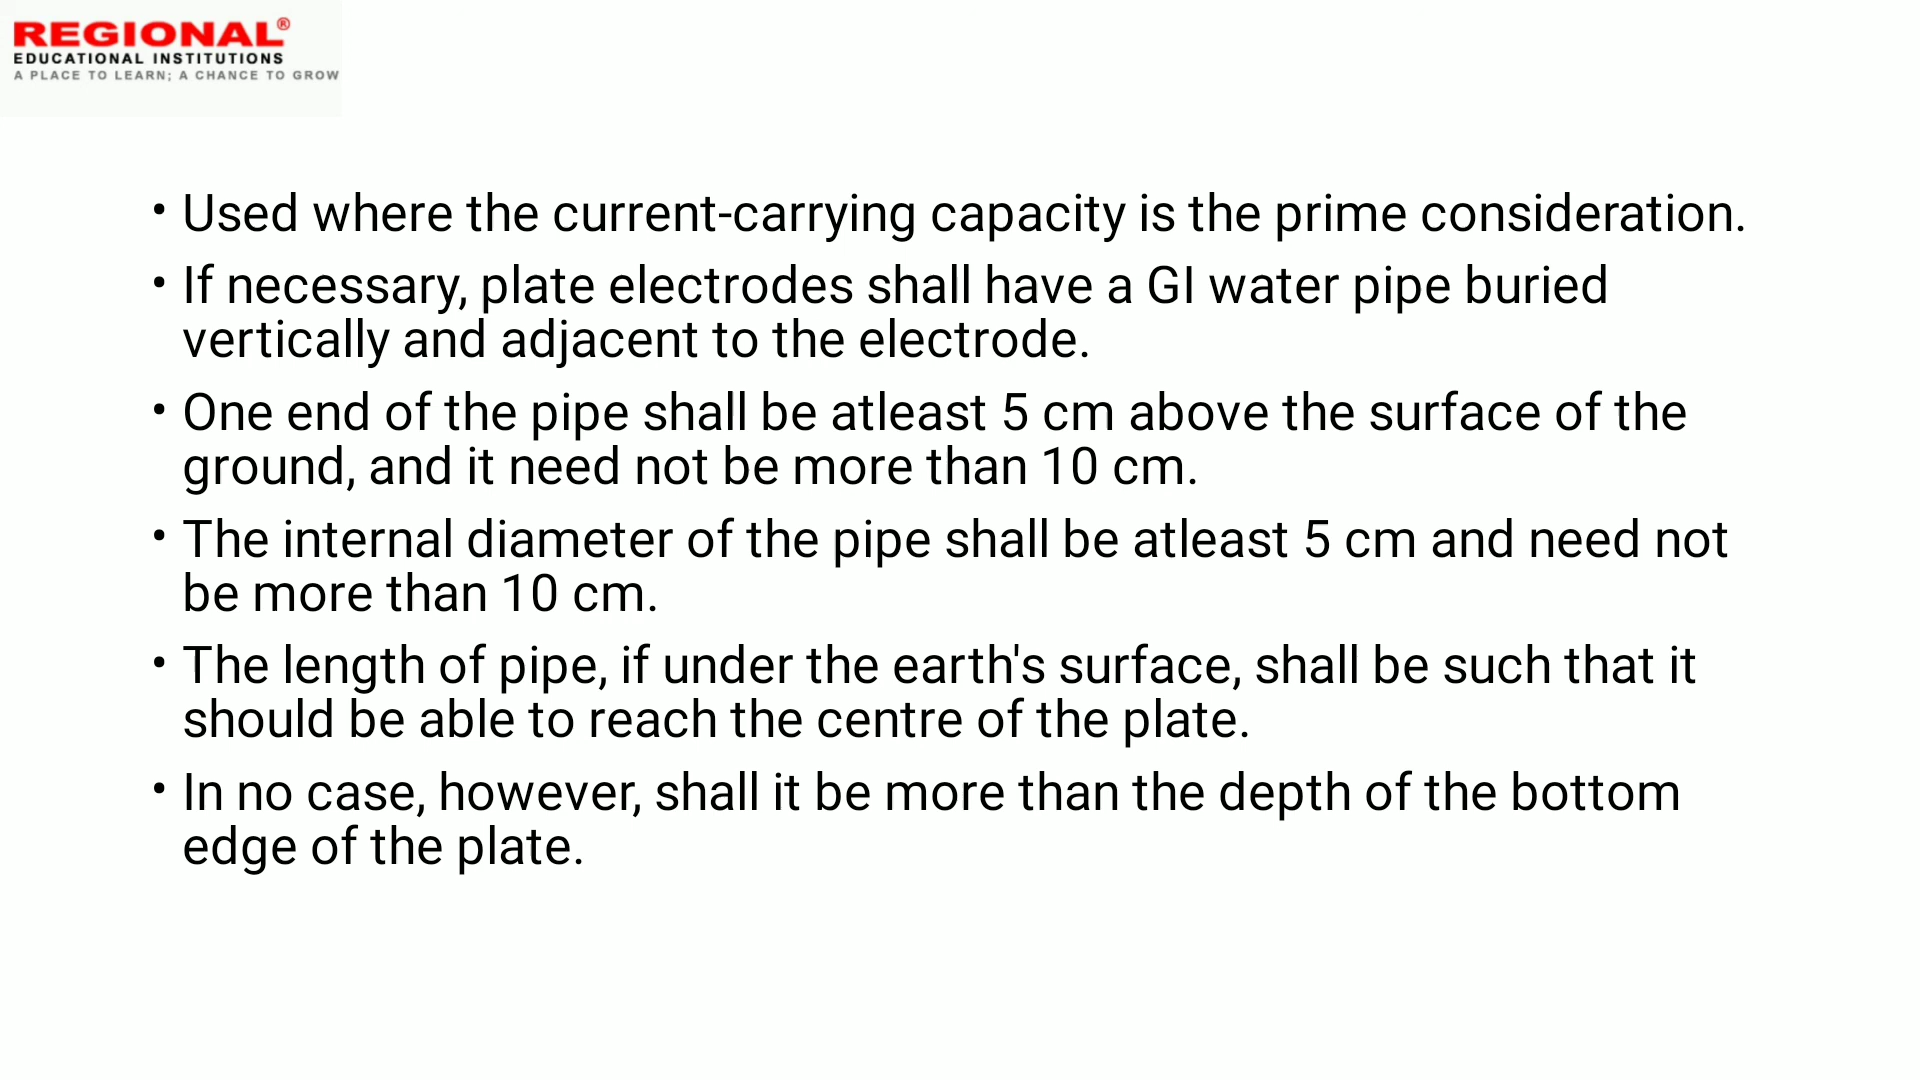 REGIONAL®
EDUCATIONAL INSTITUTIONS
A PLACE TO LEARN; A CHANCE TO GROW
• Used where the current-carrying capacity is the prime consideration.
• If necessary, plate electrodes shall have a GI water pipe buried
vertically and adjacent to the electrode.
• One end of the pipe shall be atleast 5 cm above the surface of the
ground, and it need not be more than 10 cm.
• The internal diameter of the pipe shall be atleast 5 cm and need not
be more than 10 cm.
• The length of pipe, if under the earth's surface, shall be such that it
should be able to reach the centre of the plate.
• In no case, however, shall it be more than the depth of the bottom
edge of the plate.